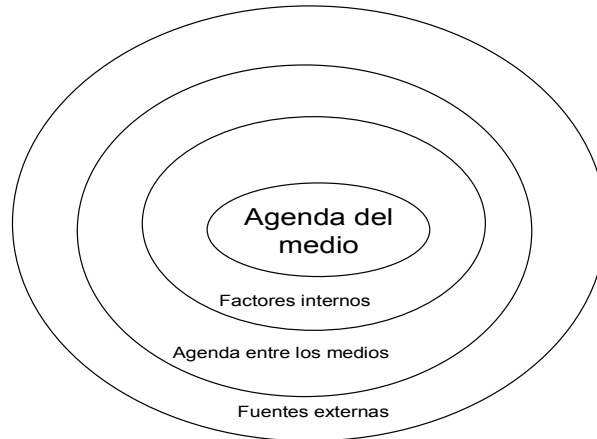 Agenda del
medio
Factores internos
Agenda entre los medios
Fuentes externas